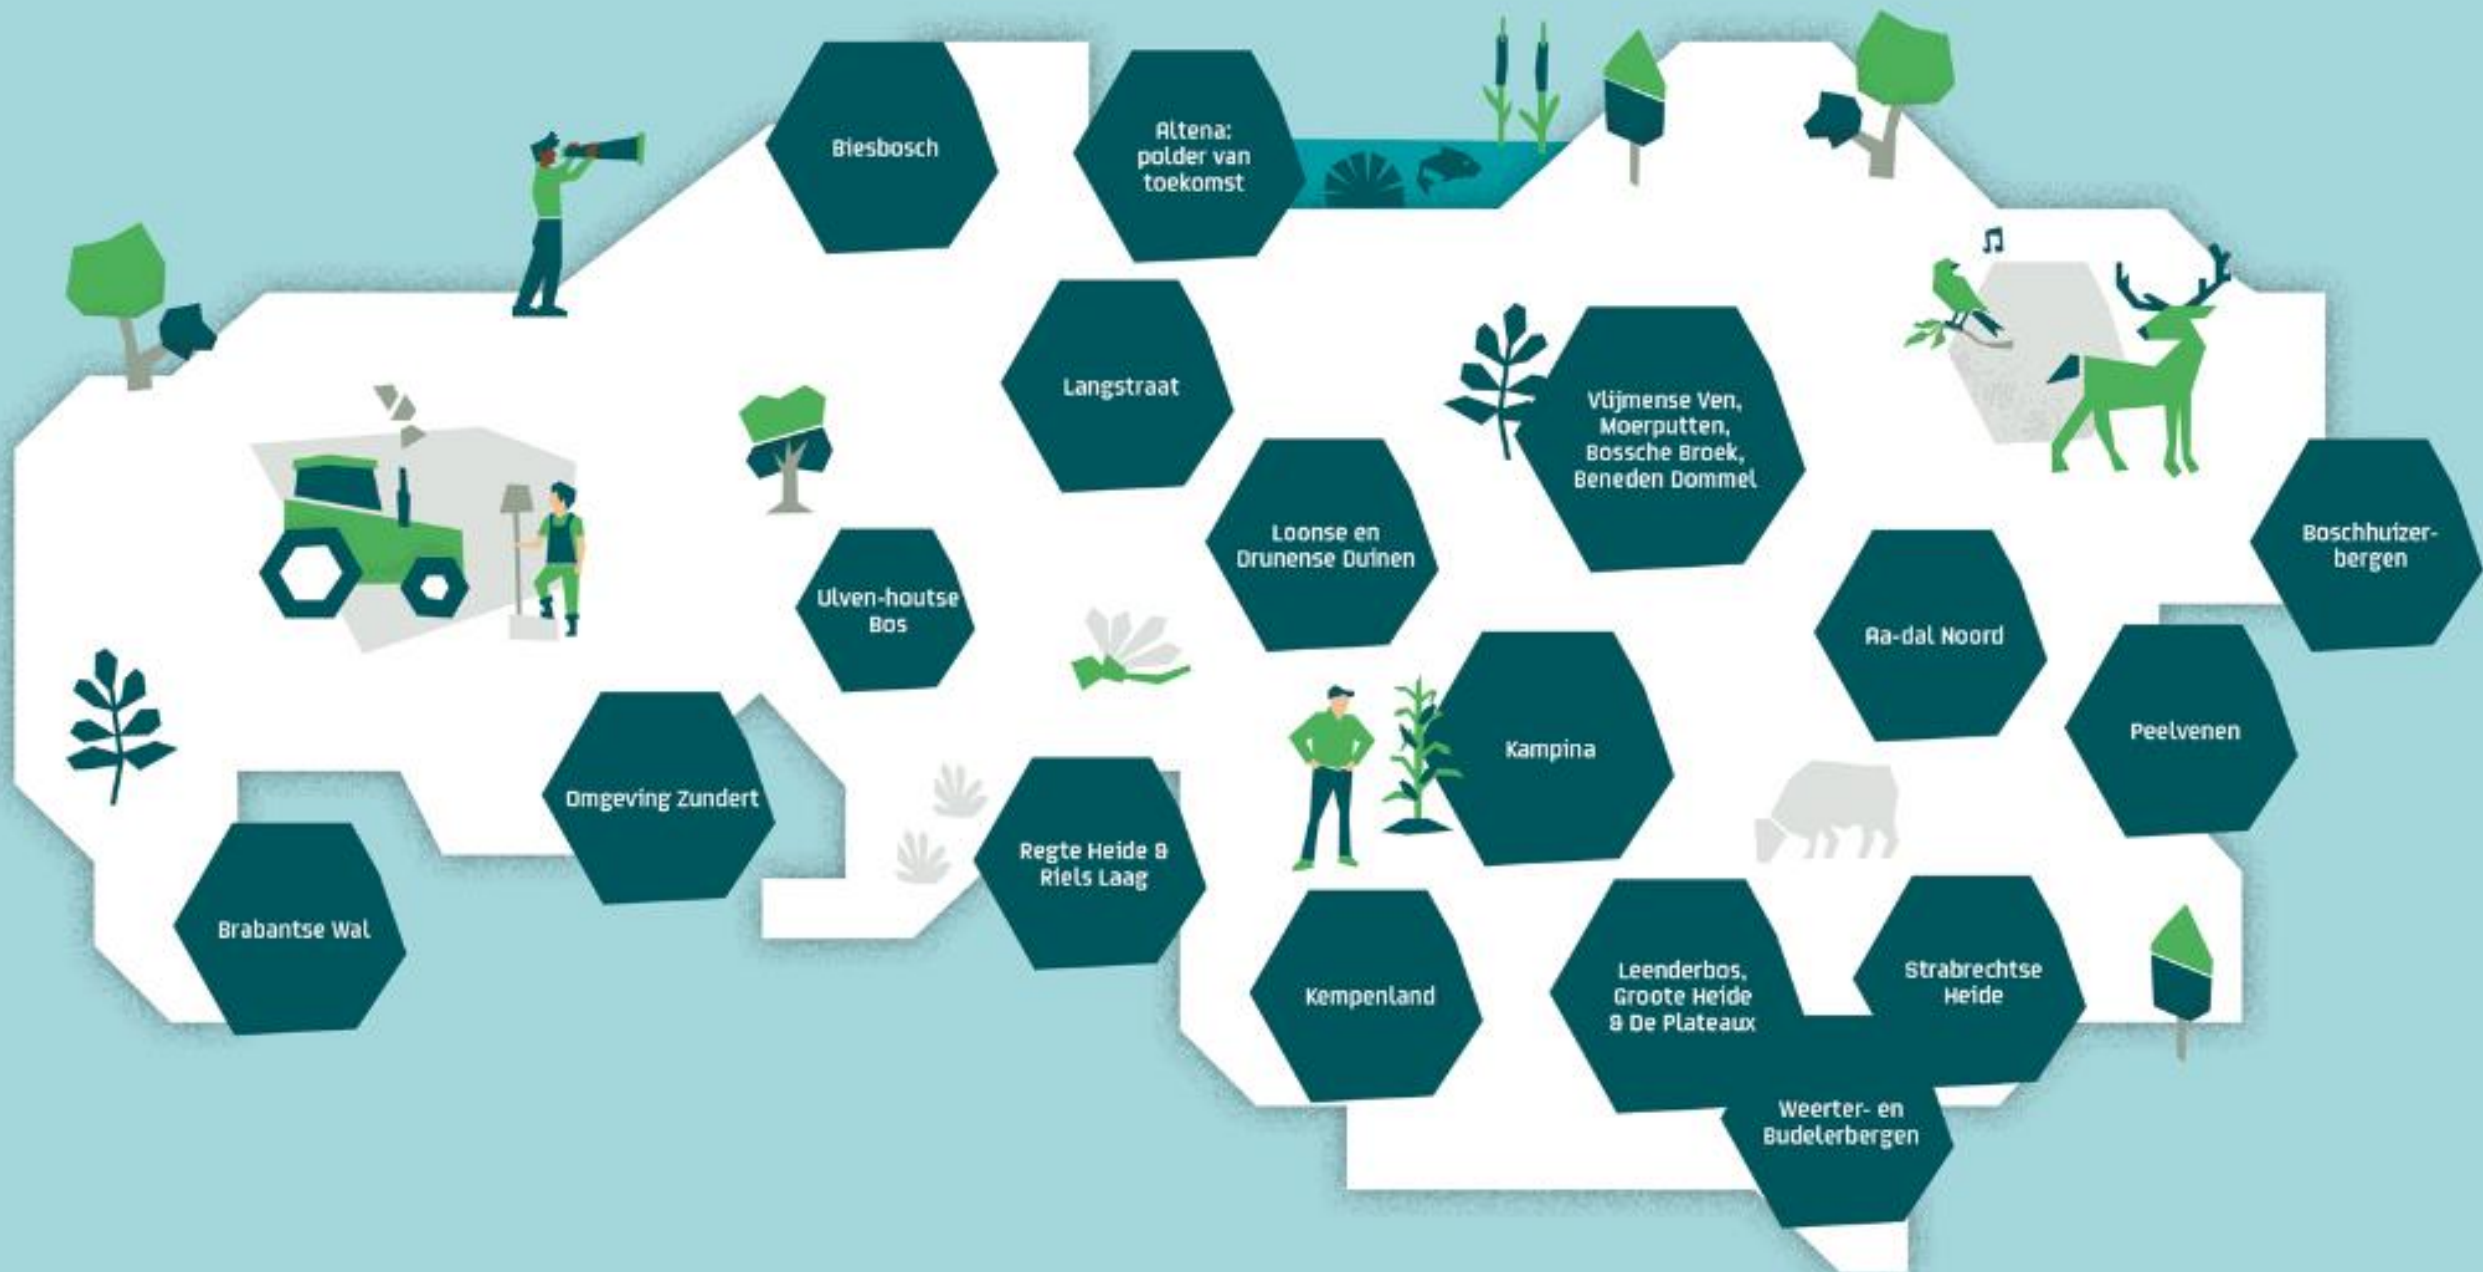 Biesbosch
Altena:
polder van
toekomst
Langstraat
Vlijmense Ven,
Moerputten,
Bossche Broek,
Beneden Dommel
Loonse en
Drunense Duinen
Boschhuizer-
bergen
Ulven-houtse
Bos
Aa-dal Noord
Peelvenen
Kampina
Omgeving Zundert
Regte Heide &
Riels Laag
Brabantse Wal
Kempenland
Leenderbos,
Groote Heide
& De Plateaux
Strabrechtse
Heide
Weerter- en
Budelerbergen